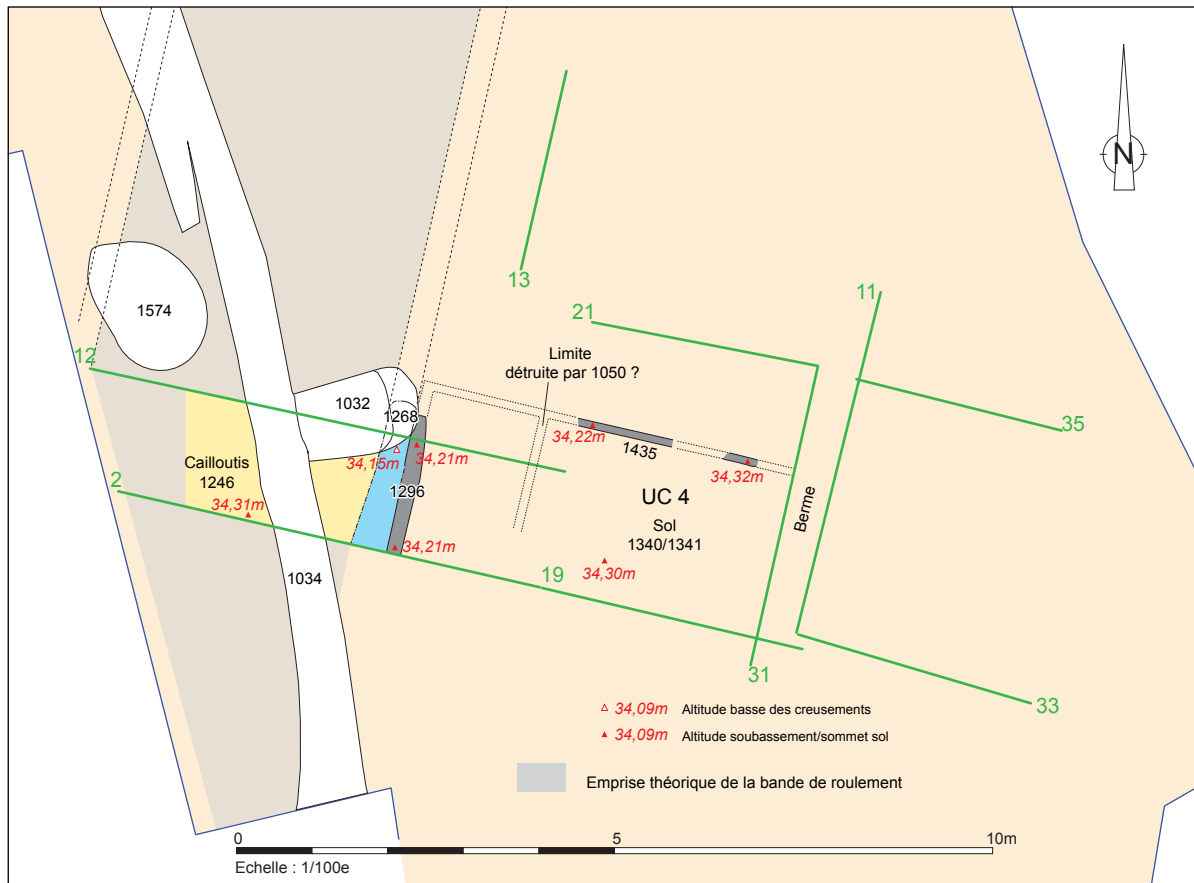 N
1574
13
11
21
12
Limite
détruite par 1050 ?
1032
1268
34,22m
1435
35
34,15m
34,21m
34,32m
Cailloutis
1246
2
1296
UC 4
34,31m
Sol
1340/1341
Berme
34,21m
34,30m
1034
19
31
33
34,09m Altitude basse des creusements
34,09m Altitude soubassement/sommet sol
Emprise théorique de la bande de roulement
0 5 10m
Echelle : 1/100e